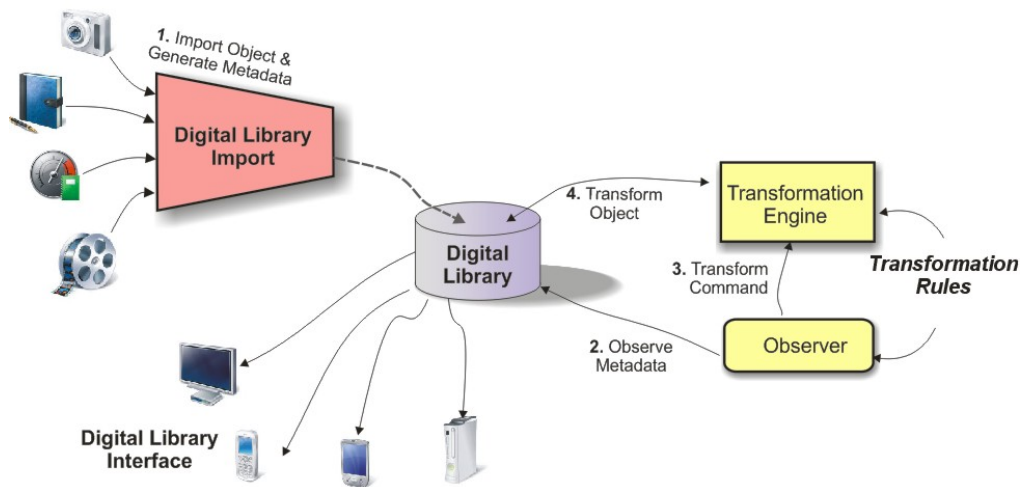 1. Import Object &
Generate Metadata
Digital Library
Import
4. Transform
Object
Transformation
Engine
Digital
Library
3. Transform
Command
Transformation
Rules
2. Observe
Metadata
Observer
Digital Library
Interface